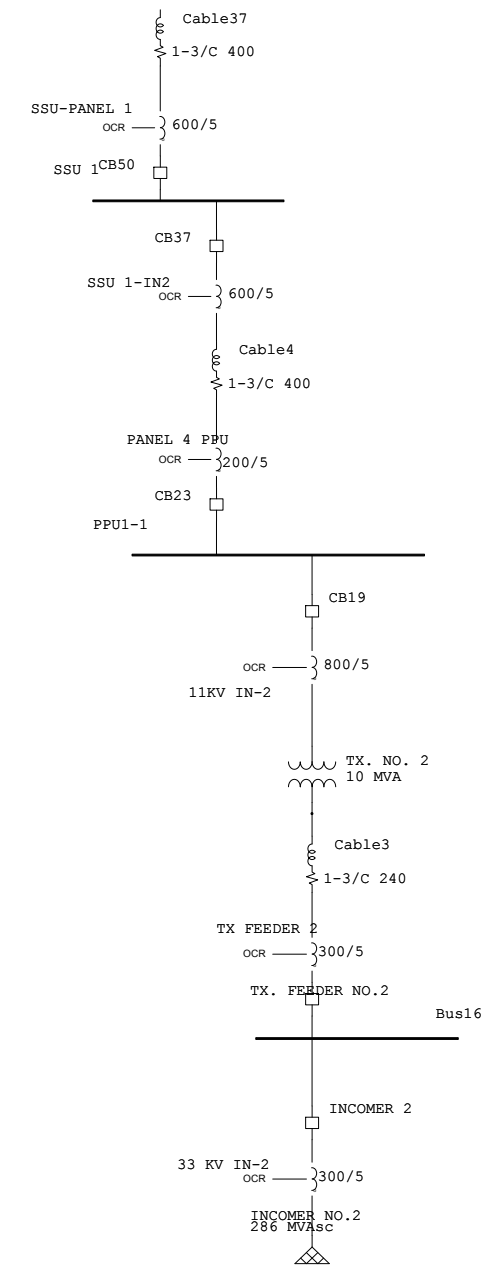 Cable37
1-3/C 400
SSU-PANEL 1
OCR
600/5
SSU 1
CB50
CB37
SSU 1-IN2
OCR
600/5
Cable4
1-3/C 400
PANEL 4 PPU
OCR
200/5
CB23
PPU1-1
CB19
OCR
800/5
11KV IN-2
TX. NO. 2
10 MVA
Cable3
1-3/C 240
TX FEEDER 2
OCR
300/5
TX. FEEDER NO.2
Bus16
INCOMER 2
33 KV IN-2
OCR
300/5
INCOMER NO.2
286 MVAsc